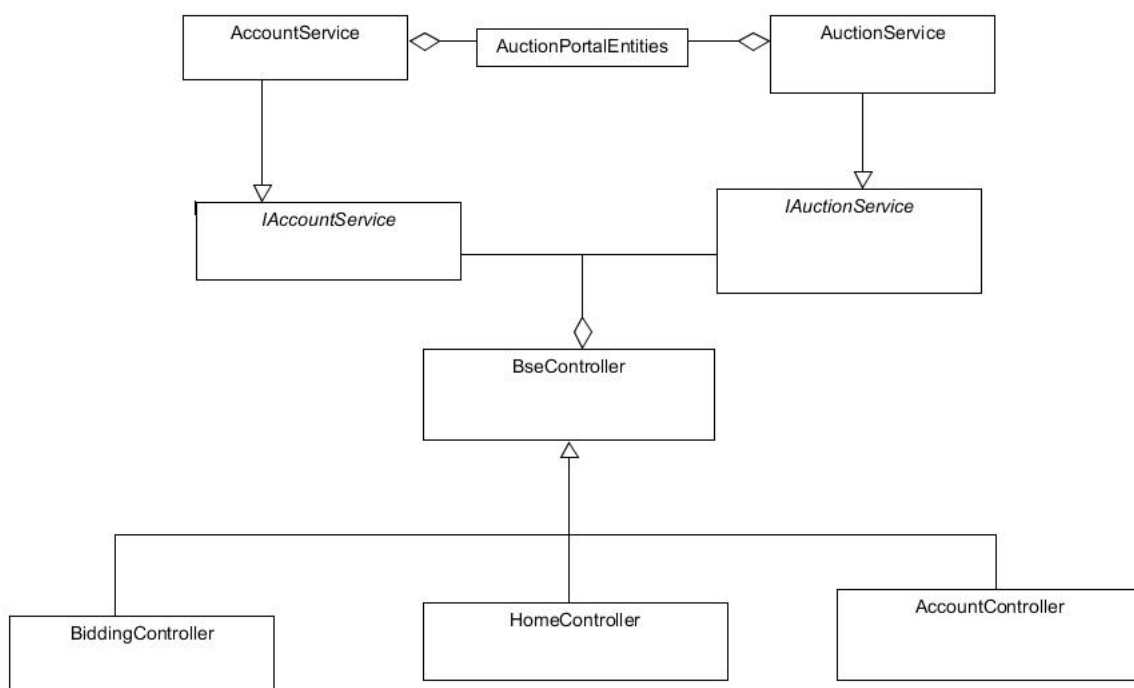 AccountService
AuctionPortalEntities
AuctionService
IAccountService
IAuctionService
BseController
BiddingController
HomeController
AccountController